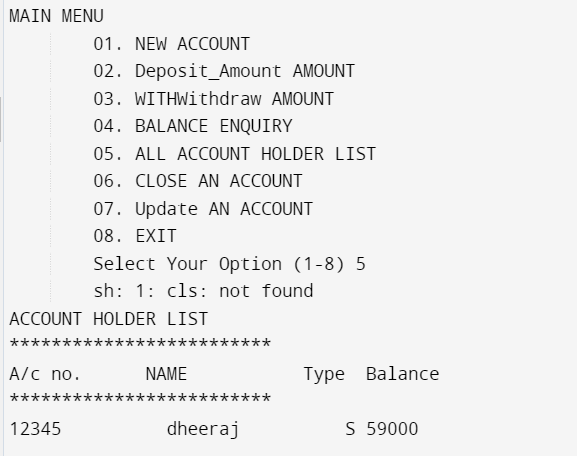 MAIN MENU
01. NEW ACCOUNT
02. Deposit_Amount AMOUNT
03. WITHWithdraw AMOUNT
04. BALANCE ENQUIRY
05. ALL ACCOUNT HOLDER LIST
06. CLOSE AN ACCOUNT
07. Update AN ACCOUNT
08. EXIT
Select Your Option (1-8) 5
sh: 1: cls: not found
ACCOUNT HOLDER LIST
*************************
A/c no. NAME Type Balance
*************************
12345 dheeraj S 59000